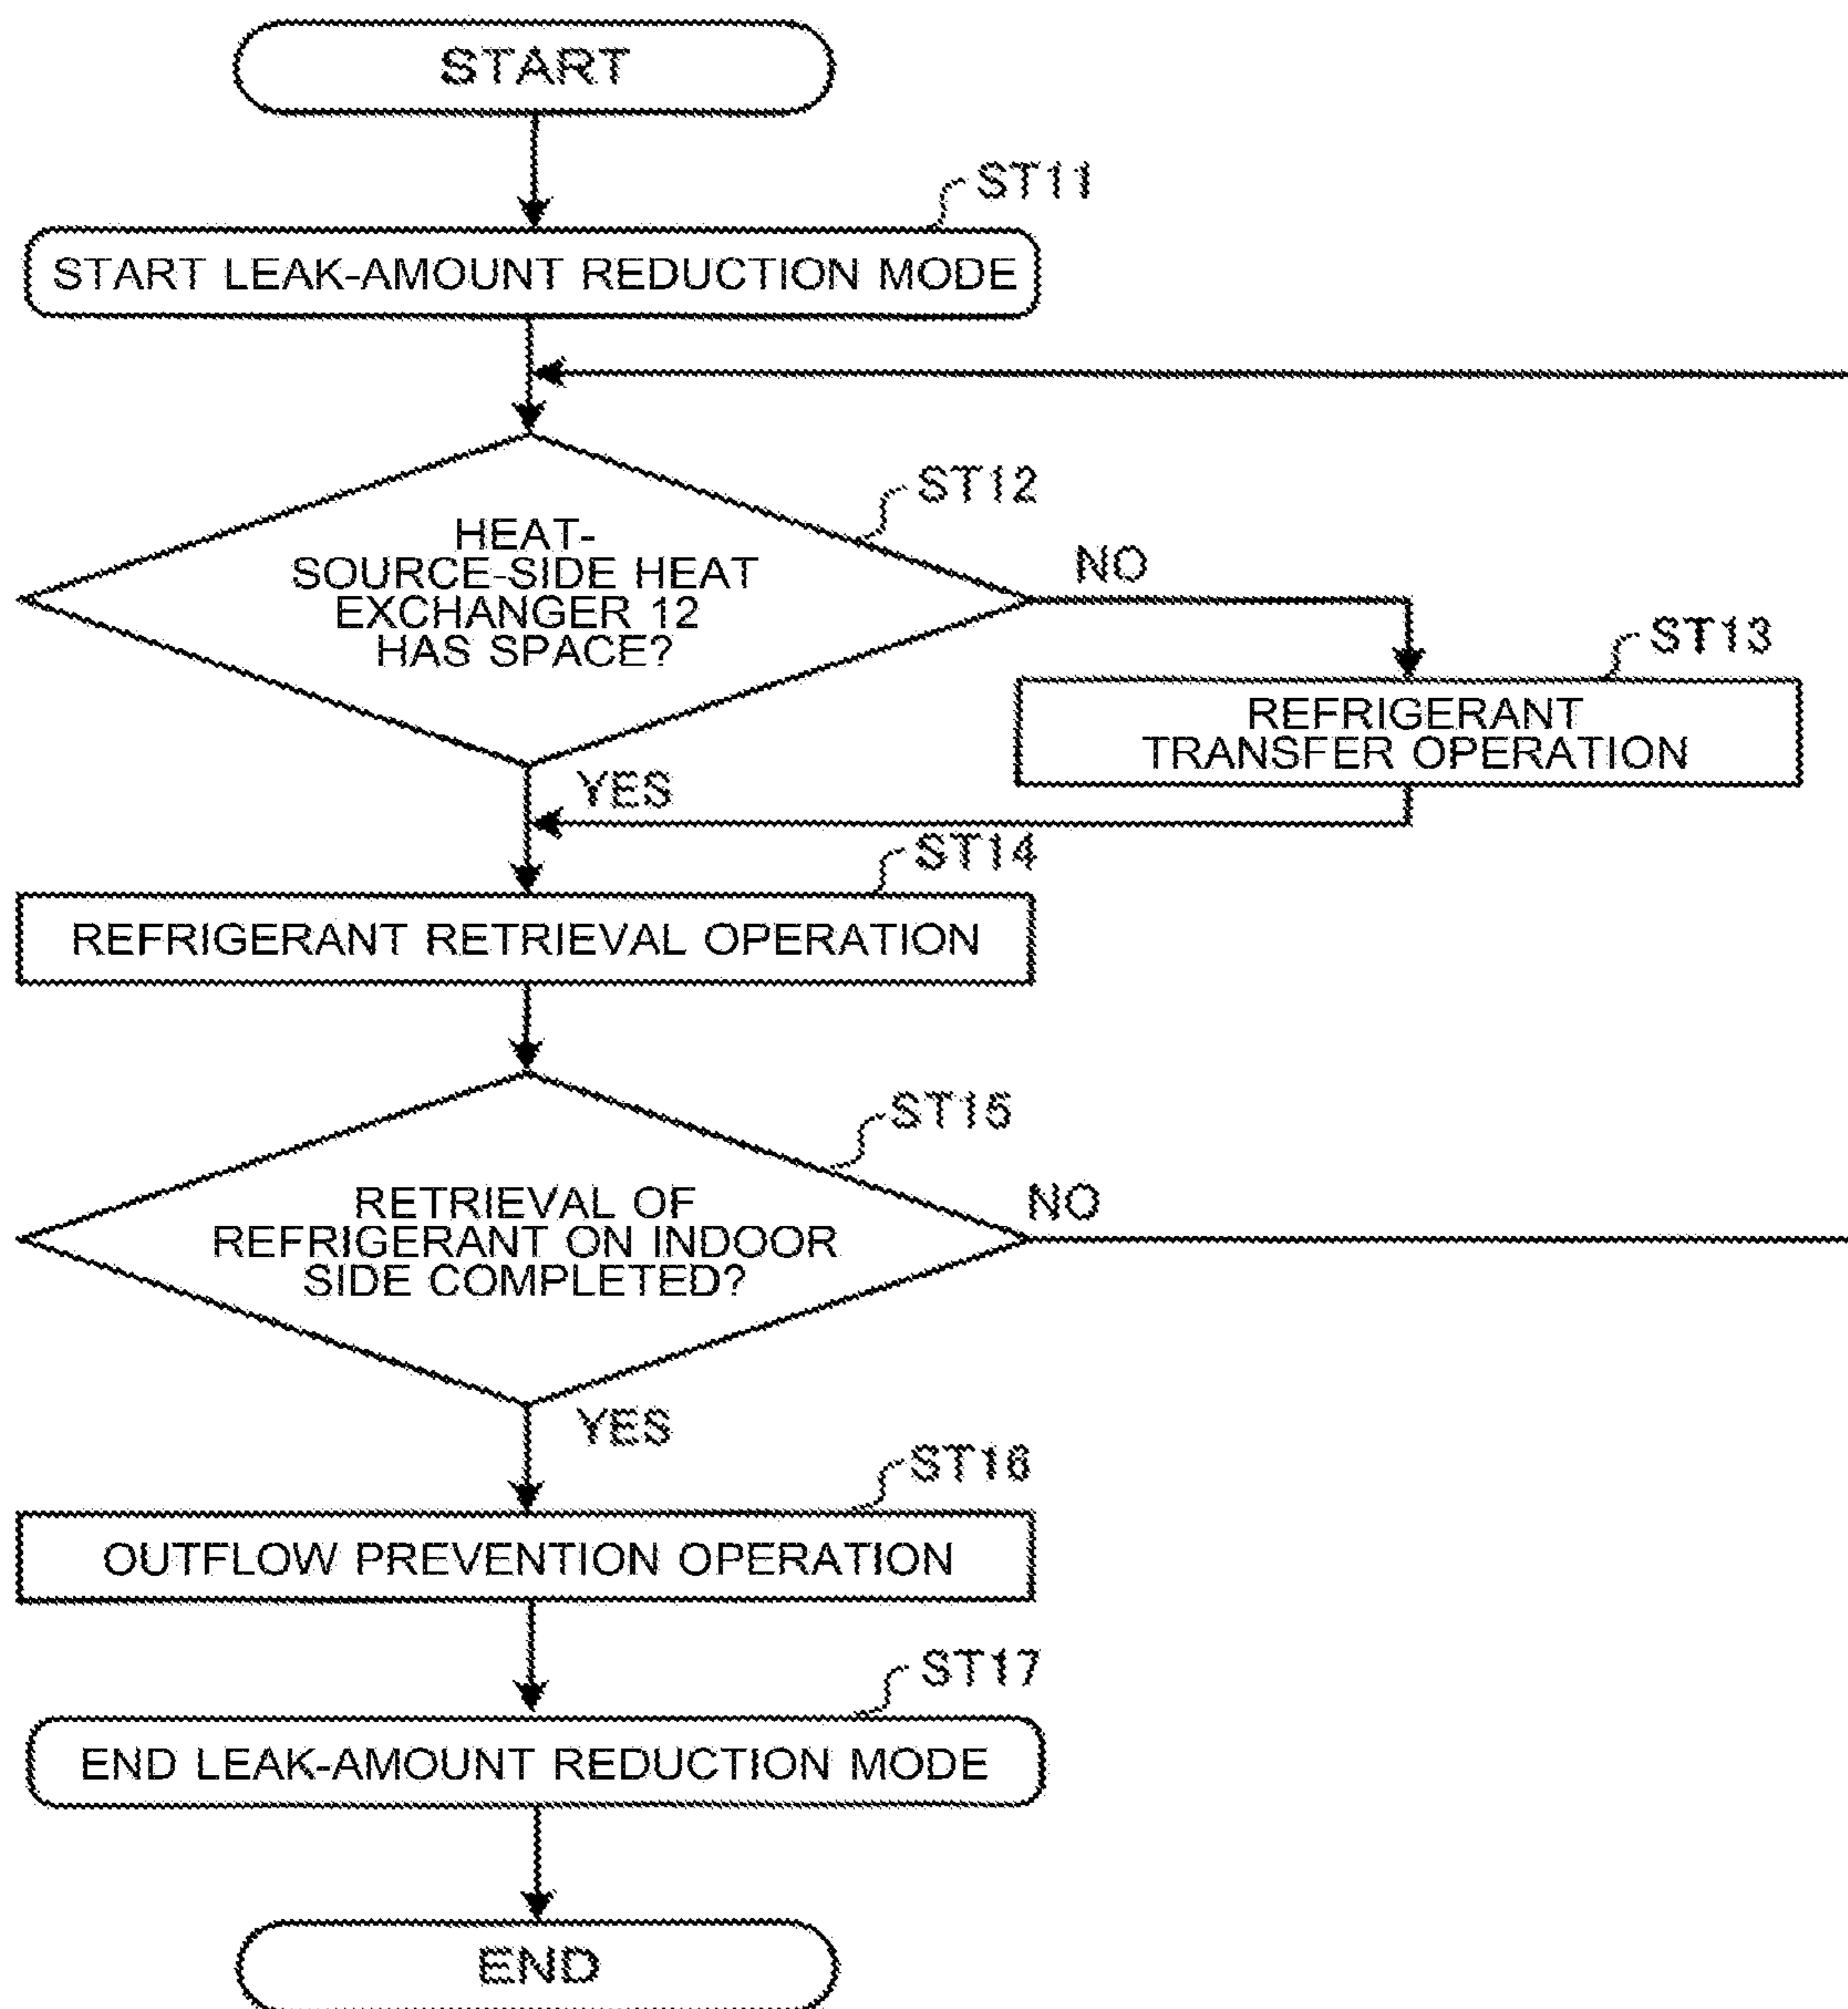 START
ST11
START LEAK-AMOUNT REDUCTION MODE
ST12
HEAT-
SOURCE-SIDE HEAT
EXCHANGER 12
HAS SPACE?
NO
ST13
REFRIGERANT
TRANSFER OPERATION
YES
ST14
REFRIGERANT RETRIEVAL OPERATION
ST15
RETRIEVAL OF
REFRIGERANT ON INDOOR
SIDE COMPLETED?
NO
YES
ST16
OUTFLOW PREVENTION OPERATION
ST17
END LEAK-AMOUNT REDUCTION MODE
END